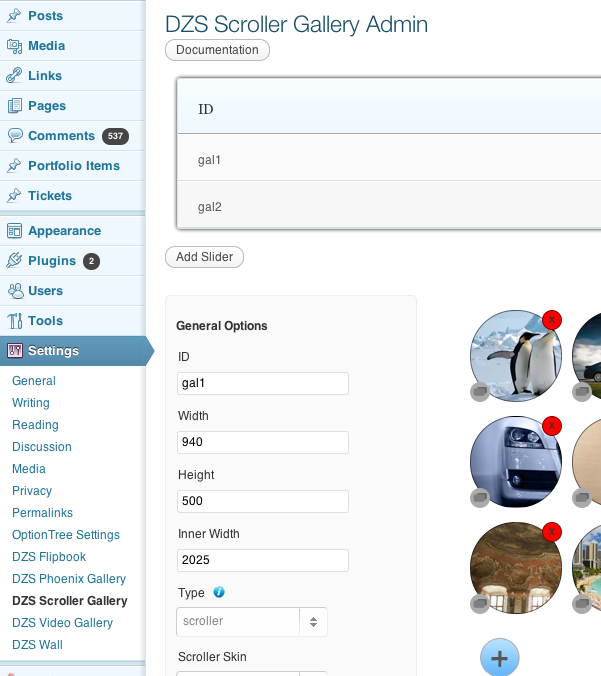 Posts
Media
Links
Pages
Comments 537
Portfolio Items
Tickets
Appearance
Plugins 2
Users
Tools
Settings
General
Writing
Reading
Discussion
Media
Privacy
Permalinks
OptionTree Settings
DZS Flipbook
DZS Phoenix Gallery
DZS Scroller Gallery
DZS Video Gallery
DZS Wall
DZS Scroller Gallery Admin
Documentation
ID
gal1
gal2
Add Slider
General Options
ID
gal1
Width
940
Height
500
Inner Width
2025
Type i
scroller
Scroller Skin
X
X
X
+